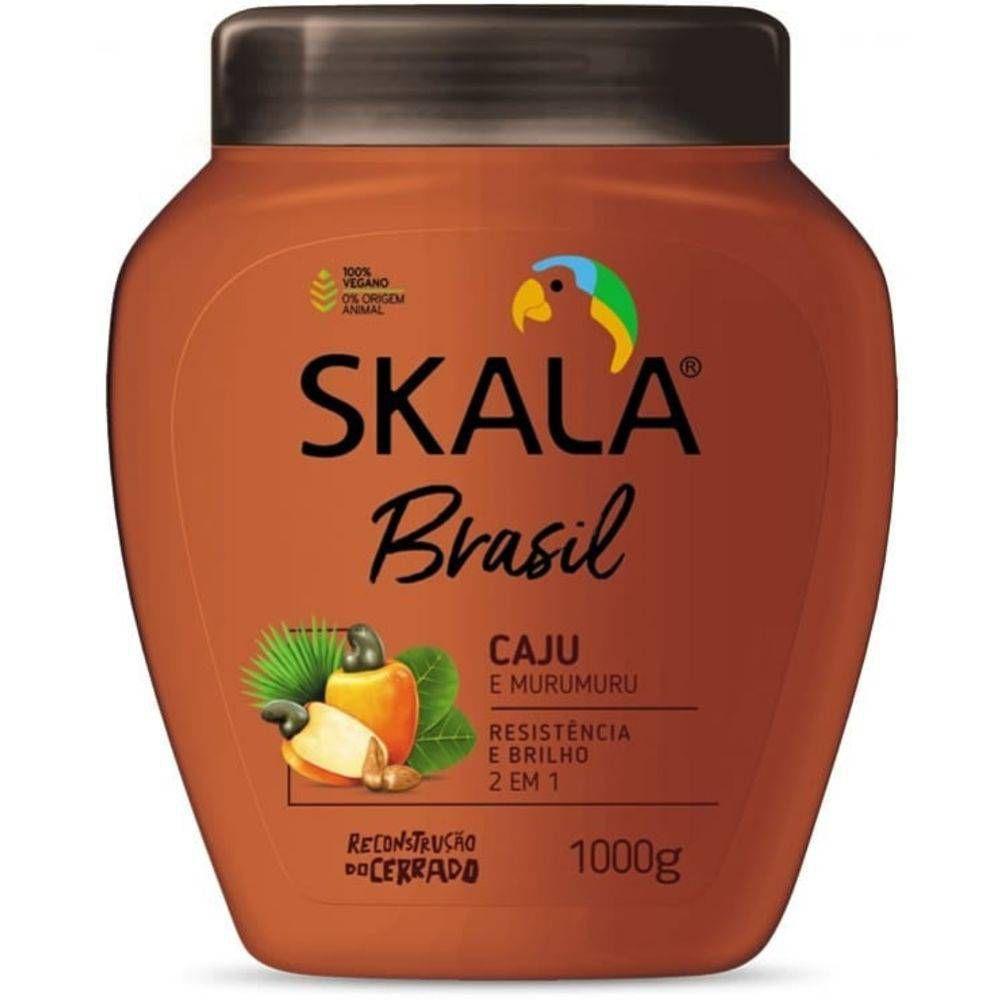 100%
VEGANO
0% ORIGEM
ANIMAL
SKALA®
Brasil
CAJU
E MURUMURU
RESISTÊNCIA
E BRILHO
2 EM 1
RECONSTRUÇÃO
DO CERRADO
1000g